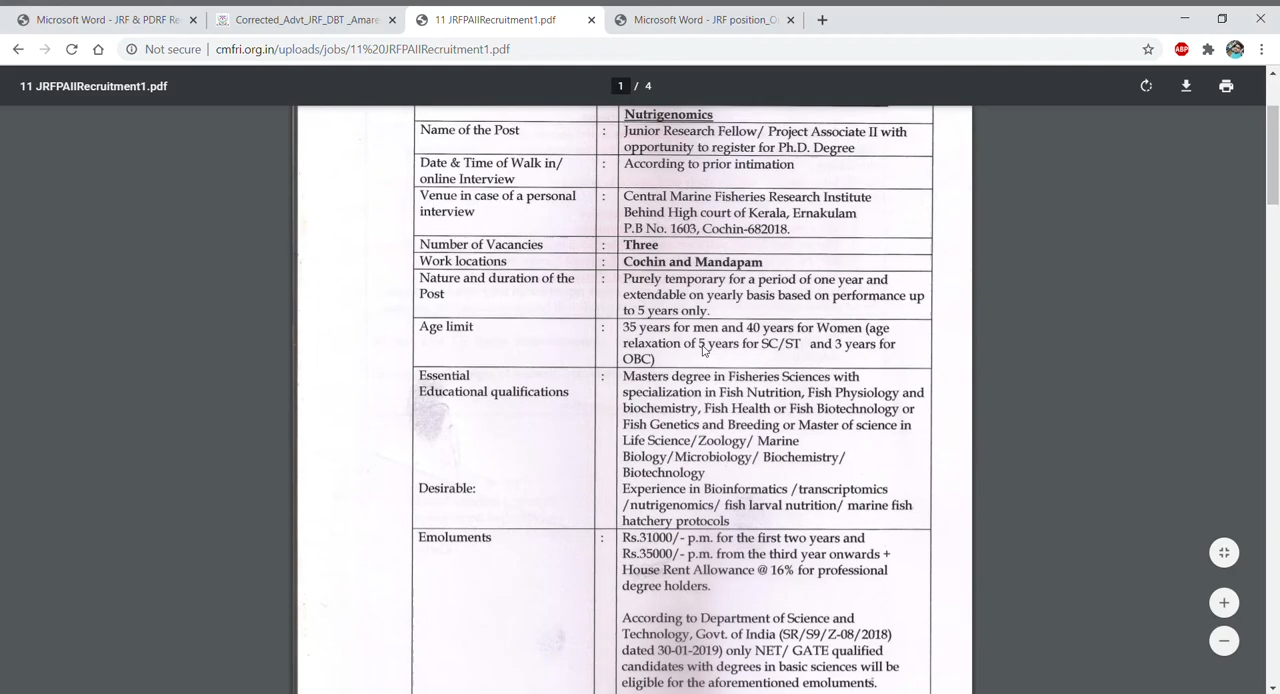 Microsoft Word - JRF & PDRF Re
Corrected_Advt_JRF_DBT _Amare
11 JRFPAIIRecruitment1.pdf
Microsoft Word - JRF position_O
Not secure
cmfri.org.in/uploads/jobs/11%20JRFPAIIRecruitment1.pdf
ABP
11 JRFPAIIRecruitment1.pdf
1 / 4
Nutrigenomics
Name of the Post : Junior Research Fellow/ Project Associate II with
opportunity to register for Ph.D. Degree
Date & Time of Walk in/ : According to prior intimation
online Interview
Venue in case of a personal : Central Marine Fisheries Research Institute
interview Behind High court of Kerala, Ernakulam
P.B No. 1603, Cochin-682018.
Number of Vacancies : Three
Work locations : Cochin and Mandapam
Nature and duration of the : Purely temporary for a period of one year and
Post extendable on yearly basis based on performance up
to 5 years only.
Age limit : 35 years for men and 40 years for Women (age
relaxation of 5 years for SC/ST and 3 years for
OBC)
Essential : Masters degree in Fisheries Sciences with
Educational qualifications specialization in Fish Nutrition, Fish Physiology and
biochemistry, Fish Health or Fish Biotechnology or
Fish Genetics and Breeding or Master of science in
Life Science/Zoology/ Marine
Biology/Microbiology/ Biochemistry/
Biotechnology
Desirable: Experience in Bioinformatics /transcriptomics
/nutrigenomics/ fish larval nutrition/ marine fish
hatchery protocols
Emoluments : Rs.31000/- p.m. for the first two years and
Rs.35000/- p.m. from the third year onwards +
House Rent Allowance @ 16% for professional
degree holders.
According to Department of Science and
Technology, Govt. of India (SR/S9/Z-08/2018)
dated 30-01-2019) only NET/ GATE qualified
candidates with degrees in basic sciences will be
eligible for the aforementioned emoluments.